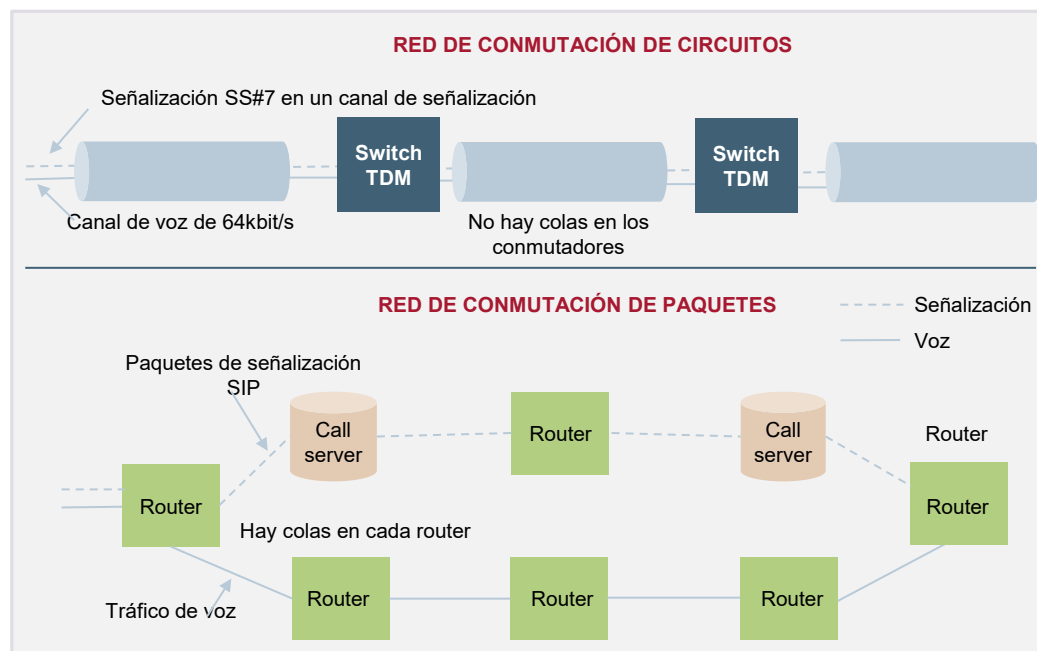 RED DE CONMUTACIÓN DE CIRCUITOS
Señalización SS#7 en un canal de señalización
Switch
TDM
Switch
TDM
Canal de voz de 64kbit/s
No hay colas en los
conmutadores
RED DE CONMUTACIÓN DE PAQUETES
Señalización
Voz
Paquetes de señalización
SIP
Call
server
Router
Call
server
Router
Router
Router
Hay colas en cada router
Tráfico de voz
Router
Router
Router